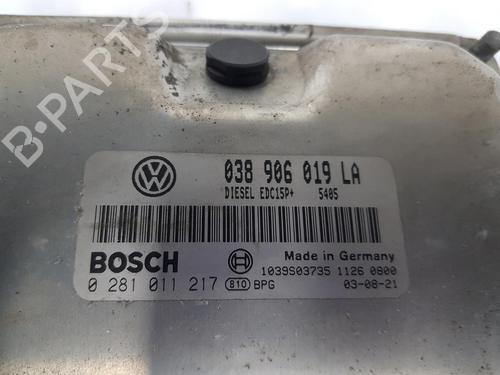 B-PARTS
038 906 019 LA
DIESEL EDC15P+ 5405
BOSCH
Made in Germany
1039S03735 1126 0800
0 281 011 217 810 BPG 03-08-21